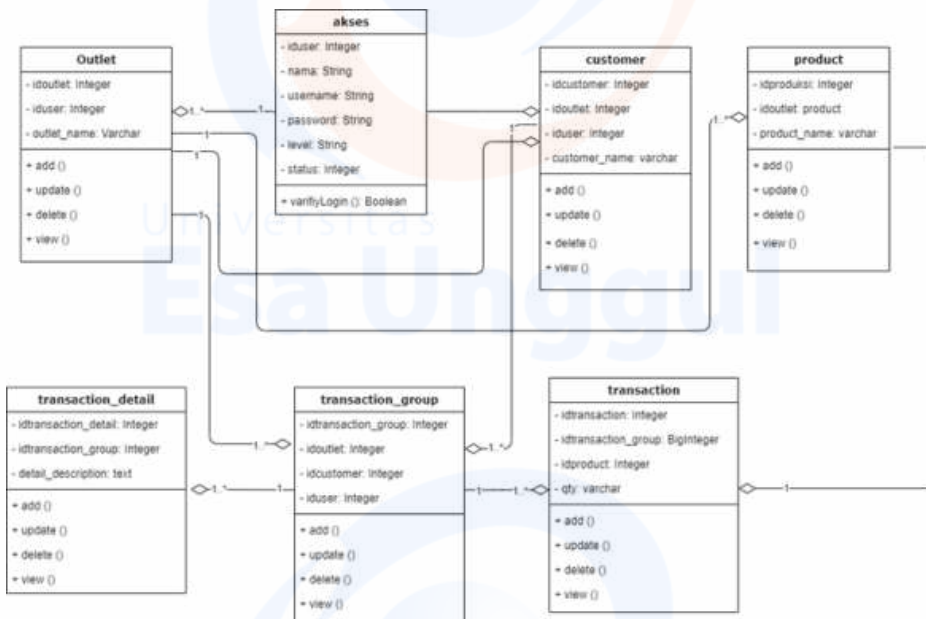 Outlet
- idoutlet: Integer
- iduser: Integer
- outlet_name: Varchar
+ add ()
+ update ()
+ delete ()
+ view ()
akses
- iduser: Integer
- nama: String
- username: String
- password: String
- level: String
- status: Integer
+ varifiyLogin (): Boolean
customer
- idcustomer: Integer
- idoutlet: Integer
- iduser: Integer
- customer_name: varchar
+ add ()
+ update ()
+ delete ()
+ view ()
product
- idproduksi: Integer
- idoutlet: product
- product_name: varchar
+ add ()
+ update ()
+ delete ()
+ view ()
1..*
1
1
1
1
1
1..*
Universitas
Esa Unggul
transaction_detail
- idtransaction_detail: Integer
- idtransaction_group: Integer
- detail_description: text
+ add ()
+ update ()
+ delete ()
+ view ()
transaction_group
- idtransaction_group: Integer
- idoutlet: Integer
- idcustomer: Integer
- iduser: Integer
+ add ()
+ update ()
+ delete ()
+ view ()
transaction
- idtransaction: Integer
- idtransaction_group: BigInteger
- idproduct: Integer
- qty: varchar
+ add ()
+ update ()
+ delete ()
+ view ()
1..*
1..*
1..*
1
1
1..*
1